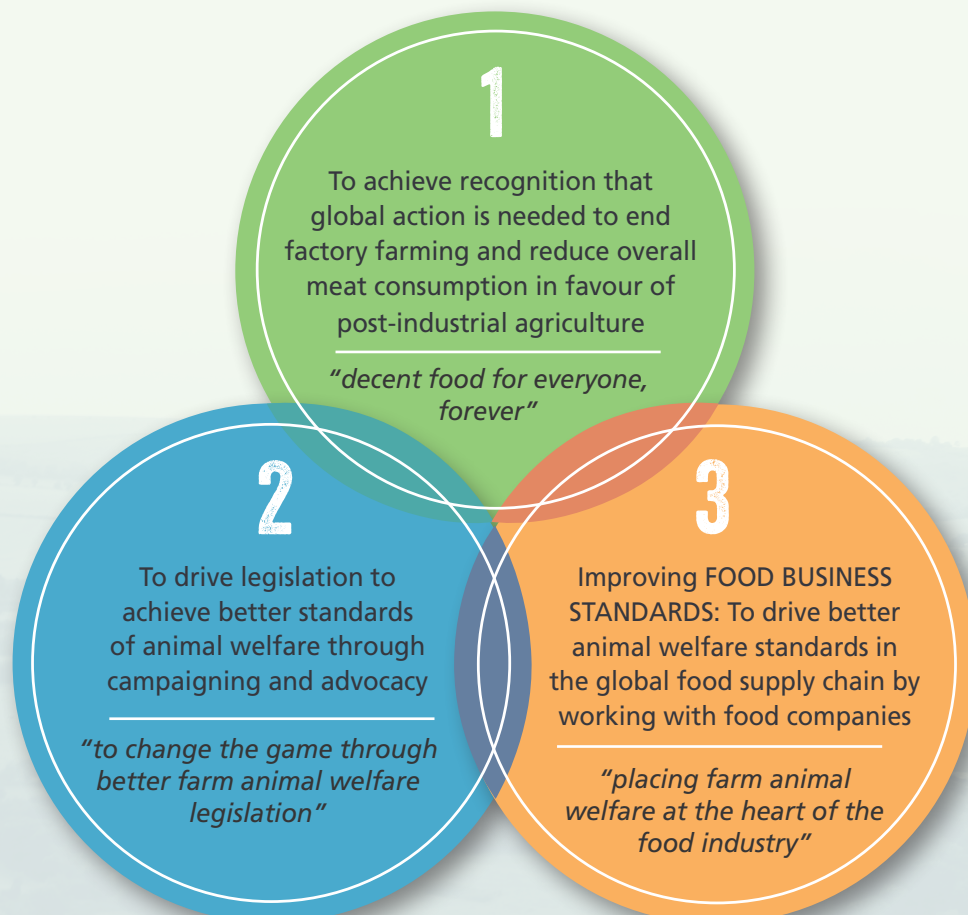 1
To achieve recognition that
global action is needed to end
factory farming and reduce overall
meat consumption in favour of
post-industrial agriculture
“decent food for everyone,
forever”
2
To drive legislation to
achieve better standards
of animal welfare through
campaigning and advocacy
“to change the game through
better farm animal welfare
legislation”
3
Improving FOOD BUSINESS
STANDARDS: To drive better
animal welfare standards in
the global food supply chain by
working with food companies
“placing farm animal
welfare at the heart of the
food industry”